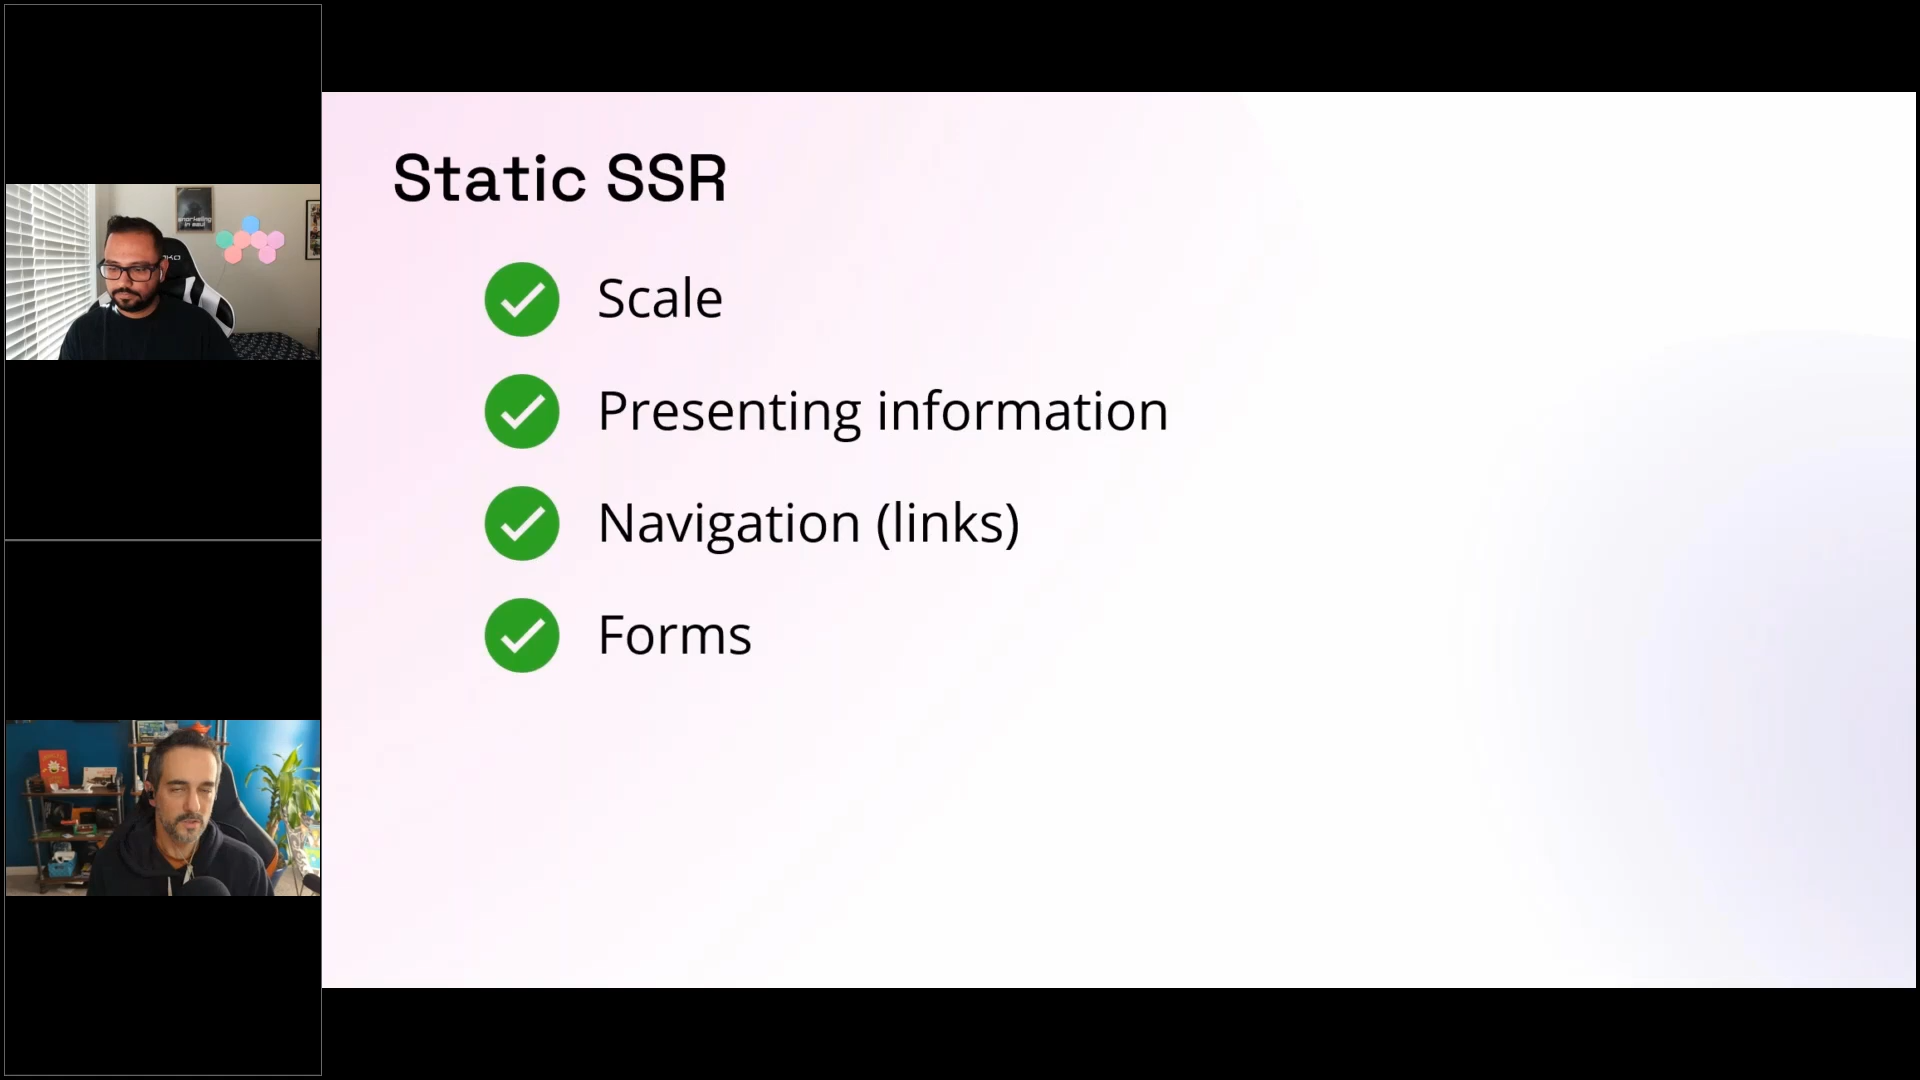 Static SSR
Scale
Presenting information
Navigation (links)
Forms